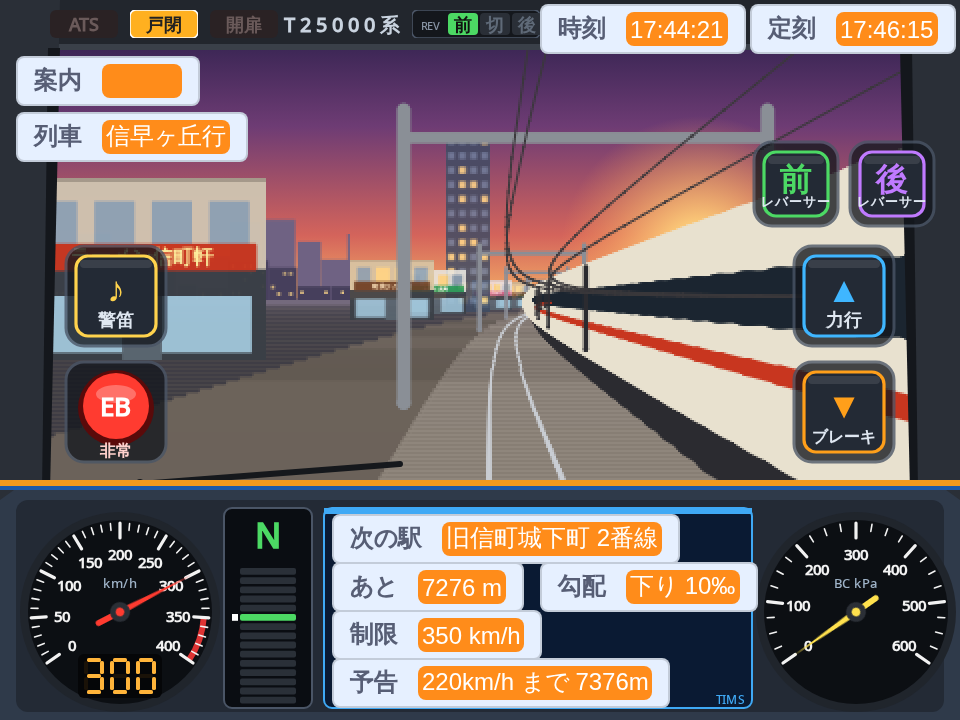 ATS 戸閉 開扉 T25000系 REV 前 切 後
時刻 17:44:21 定刻 17:46:15
案内
列車 信早ヶ丘行
前 レバーサー
後 レバーサー
信町軒
♪ 警笛
▲ 力行
EB 非常
▼ ブレーキ
0 50 100 150 200 250 300 350 400
km/h
300
N
次の駅 旧信町城下町 2番線
あと 7276 m 勾配 下り 10‰
制限 350 km/h
予告 220km/h まで 7376m
TIMS
0 100 200 300 400 500 600
BC kPa